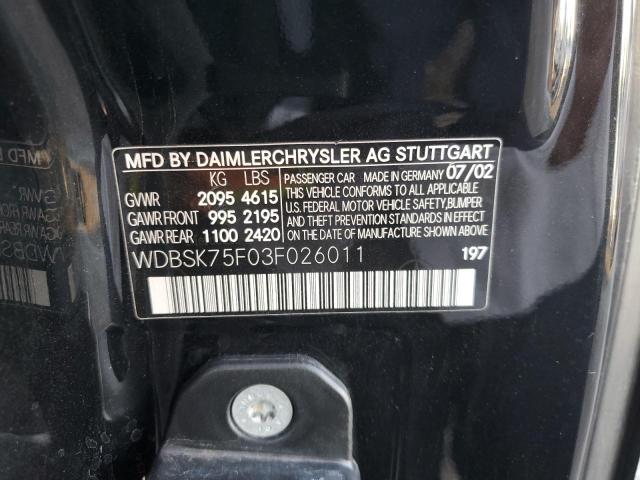 MFD BY DAIMLERCHRYSLER AG STUTTGART
KG LBS
GVWR 2095 4615
GAWR FRONT 995 2195
GAWR REAR 1100 2420
PASSENGER CAR MADE IN GERMANY 07/02
THIS VEHICLE CONFORMS TO ALL APPLICABLE
U.S. FEDERAL MOTOR VEHICLE SAFETY,BUMPER
AND THEFT PREVENTION STANDARDS IN EFFECT
ON THE DATE OF MANUFACTURE SHOWN ABOVE
WDBSK75F03F026011 197